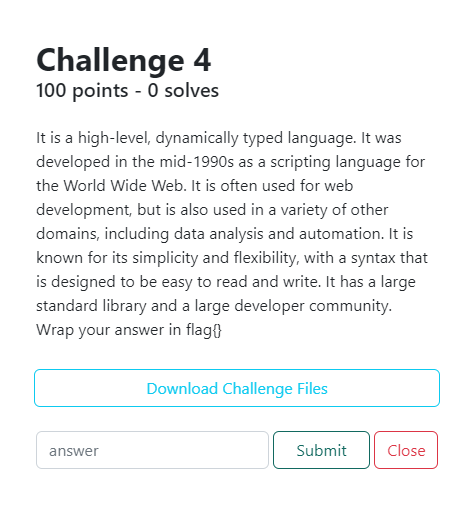 Challenge 4
100 points - 0 solves
It is a high-level, dynamically typed language. It was
developed in the mid-1990s as a scripting language for
the World Wide Web. It is often used for web
development, but is also used in a variety of other
domains, including data analysis and automation. It is
known for its simplicity and flexibility, with a syntax that
is designed to be easy to read and write. It has a large
standard library and a large developer community.
Wrap your answer in flag{}
Download Challenge Files
answer Submit Close